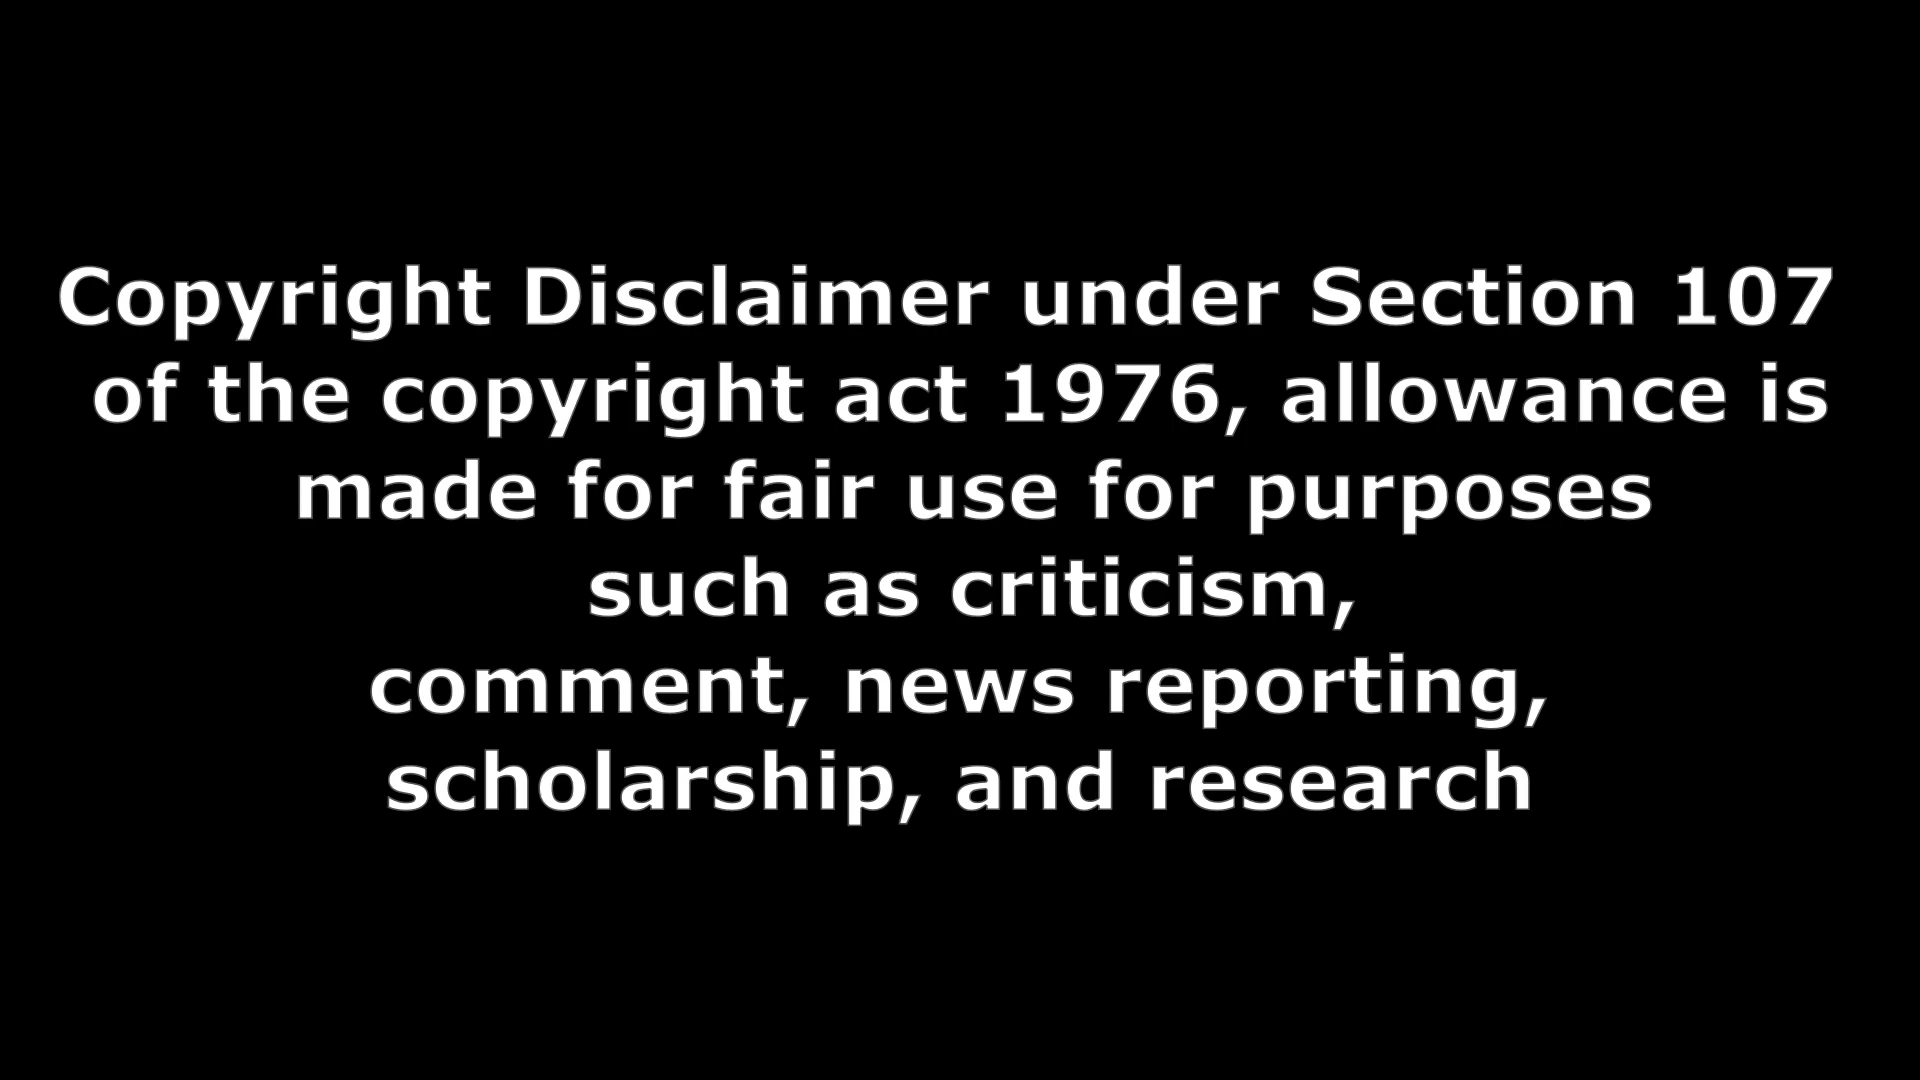 Copyright Disclaimer under Section 107
of the copyright act 1976, allowance is
made for fair use for purposes
such as criticism,
comment, news reporting,
scholarship, and research